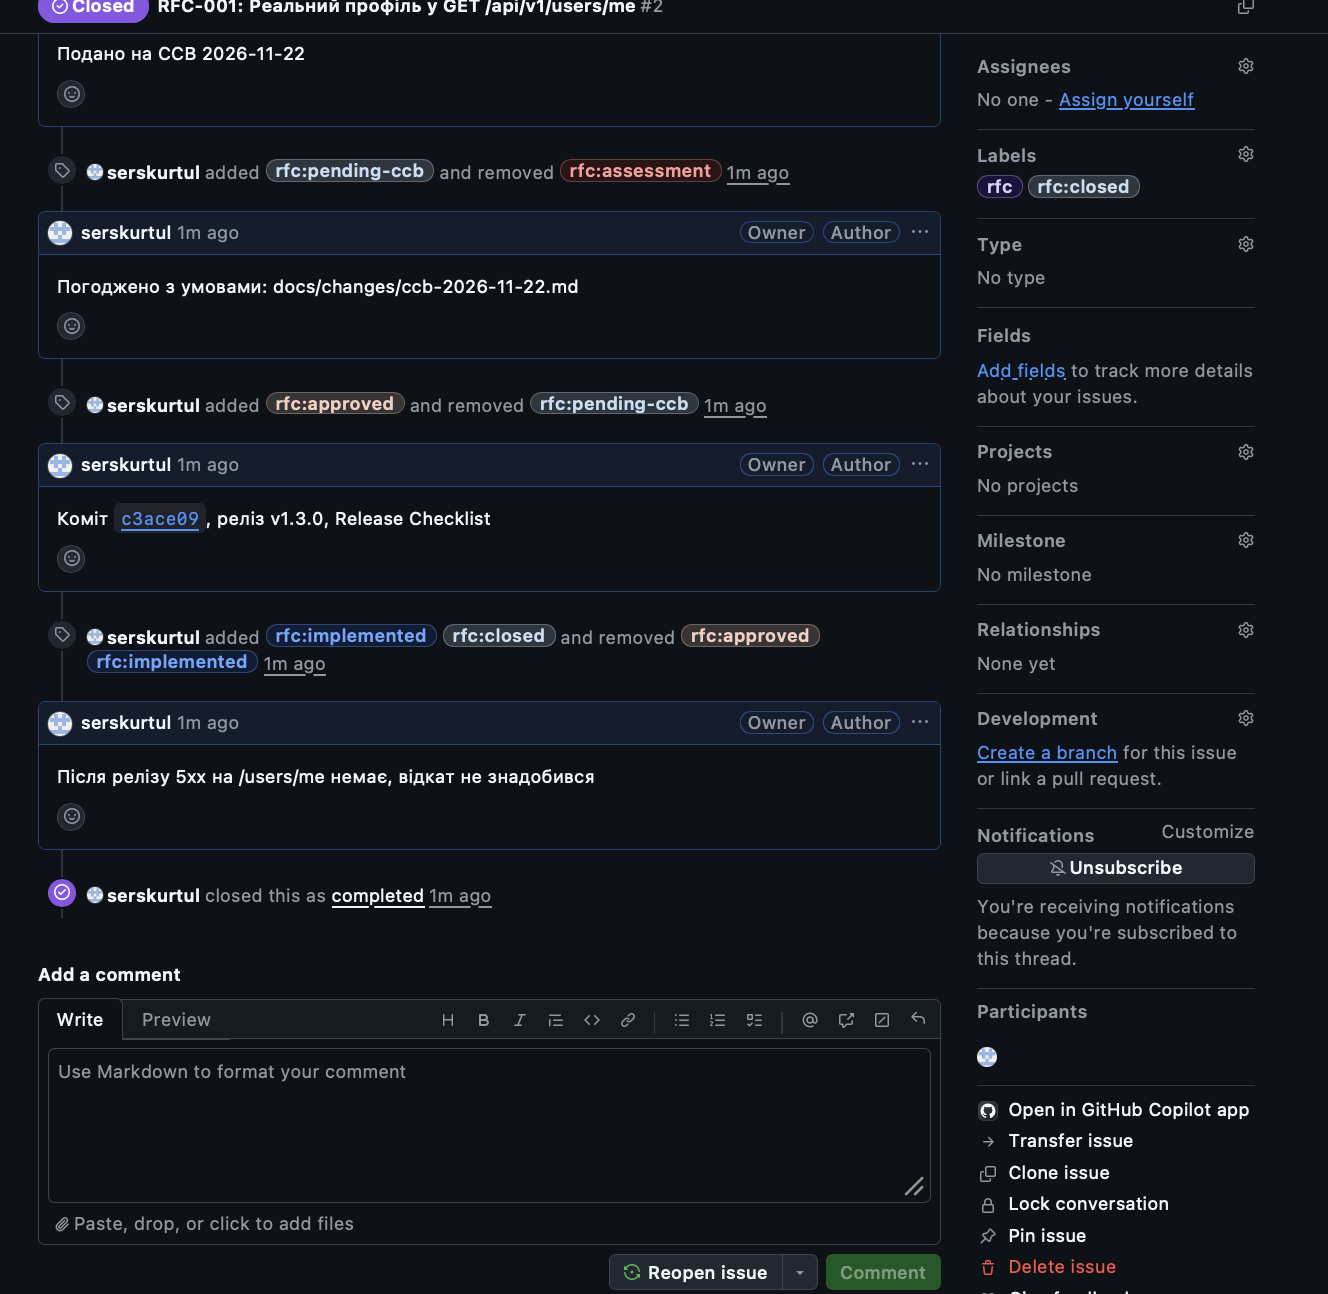 Closed RFC-001: Реальний профіль у GET /api/v1/users/me #2
Подано на CCB 2026-11-22
serskurtul added rfc:pending-ccb and removed rfc:assessment 1m ago
serskurtul 1m ago Owner Author
Погоджено з умовами: docs/changes/ccb-2026-11-22.md
serskurtul added rfc:approved and removed rfc:pending-ccb 1m ago
serskurtul 1m ago Owner Author
Коміт c3ace09, реліз v1.3.0, Release Checklist
serskurtul added rfc:implemented rfc:closed and removed rfc:approved
rfc:implemented 1m ago
serskurtul 1m ago Owner Author
Після релізу 5xx на /users/me немає, відкат не знадобився
serskurtul closed this as completed 1m ago
Add a comment
Write Preview
Use Markdown to format your comment
Paste, drop, or click to add files
Reopen issue Comment
Assignees
No one - Assign yourself
Labels
rfc rfc:closed
Type
No type
Fields
Add fields to track more details
about your issues.
Projects
No projects
Milestone
No milestone
Relationships
None yet
Development
Create a branch for this issue
or link a pull request.
Notifications Customize
Unsubscribe
You're receiving notifications
because you're subscribed to
this thread.
Participants
Open in GitHub Copilot app
Transfer issue
Clone issue
Lock conversation
Pin issue
Delete issue